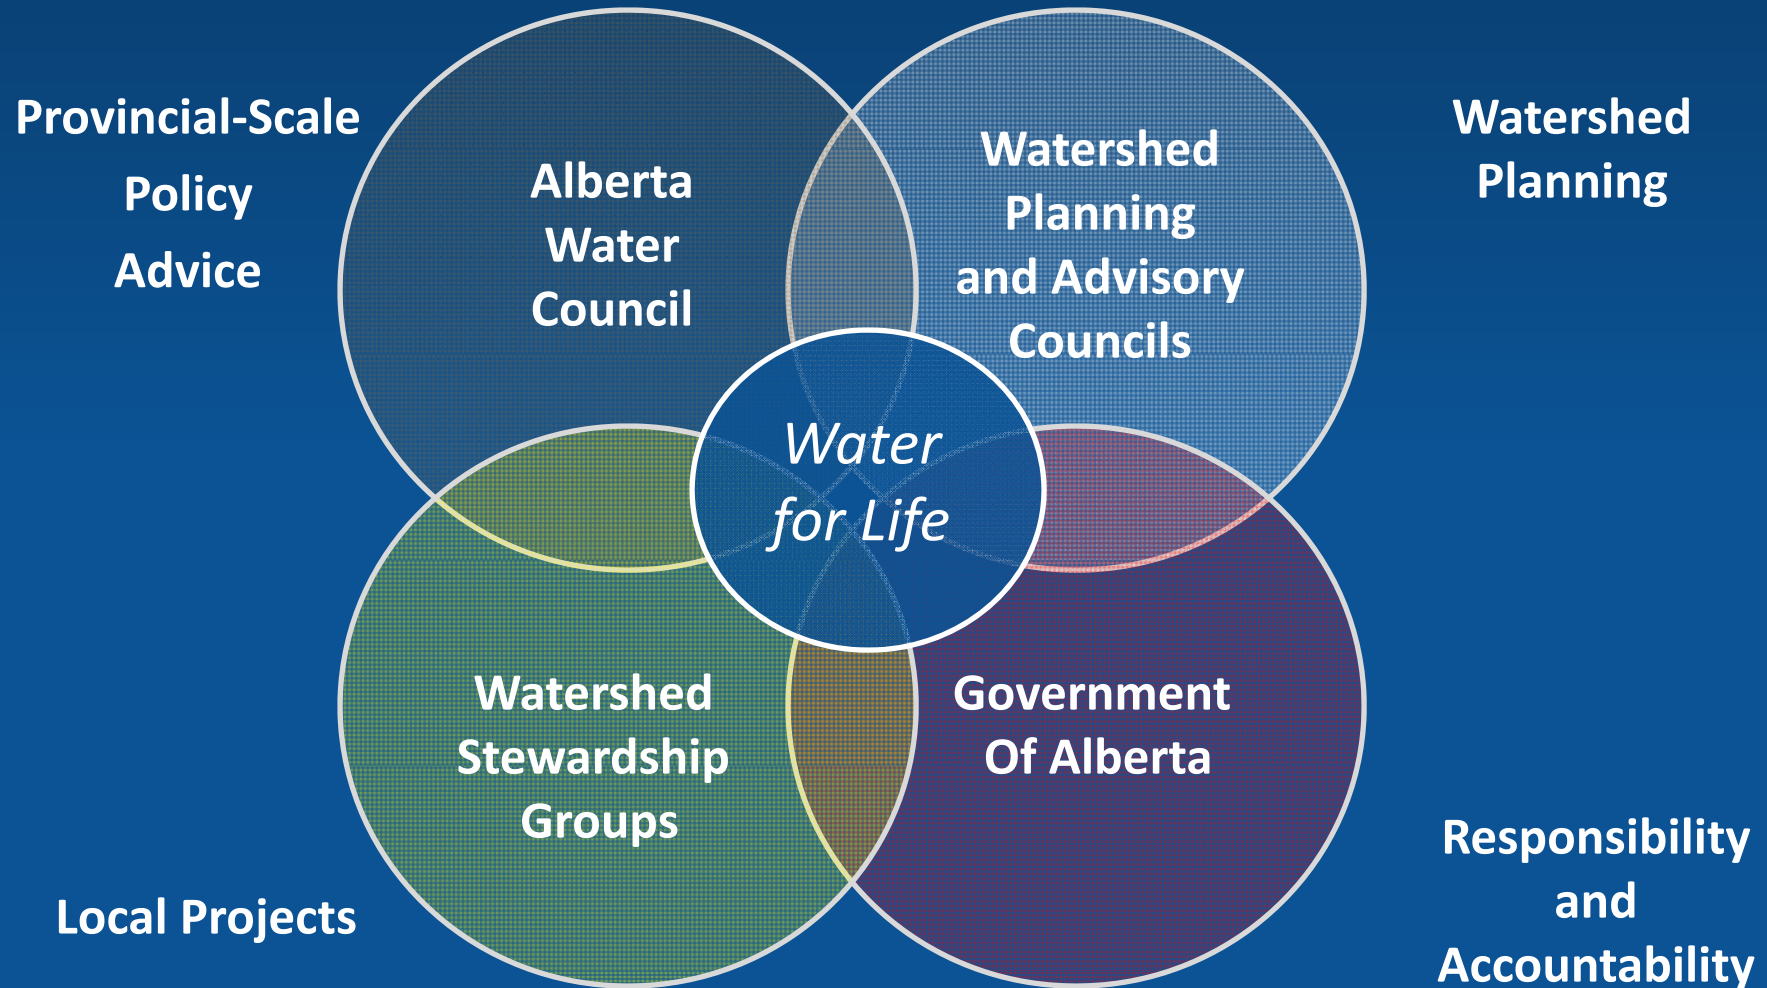 Provincial-Scale
Policy
Advice
Alberta
Water
Council
Watershed
Planning
and Advisory
Councils
Watershed
Planning
Water
for Life
Watershed
Stewardship
Groups
Government
Of Alberta
Local Projects
Responsibility
and
Accountability